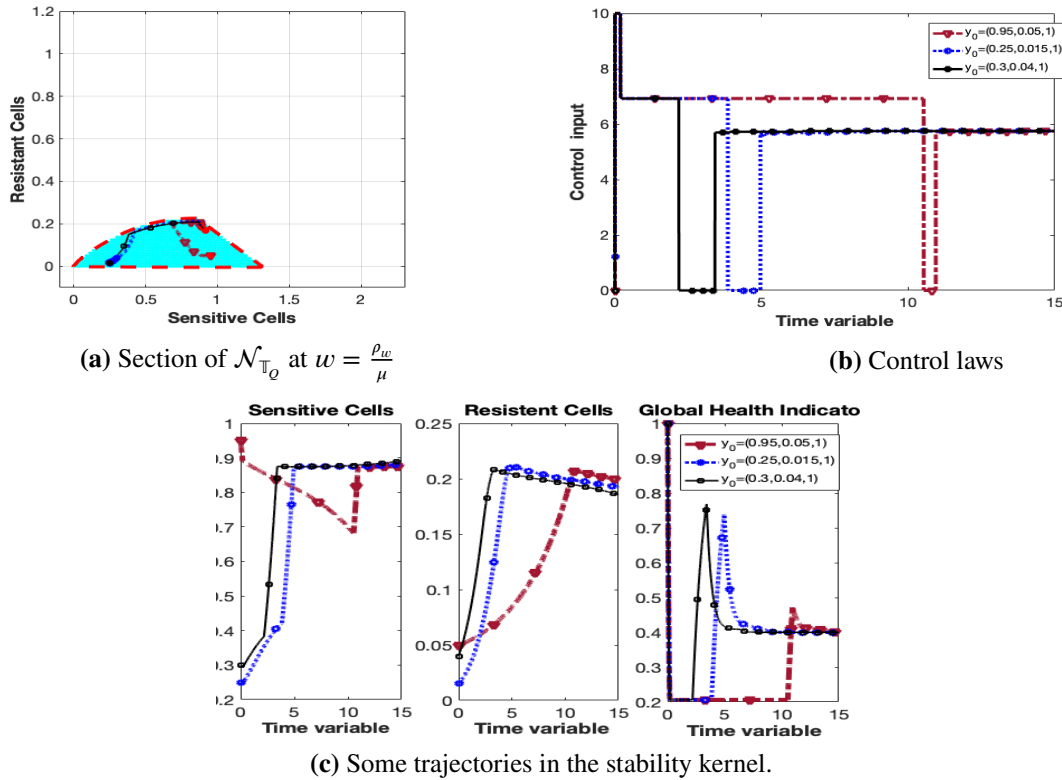 1.2
1
0.8
0.6
0.4
0.2
0
Resistant Cells
0 0.5 1 1.5 2
Sensitive Cells
(a) Section of 𝒩_{𝕋_Q} at w = ρ_w/μ
10
8
6
4
2
0
Control input
y₀=(0.95,0.05,1)
y₀=(0.25,0.015,1)
y₀=(0.3,0.04,1)
0 5 10 15
Time variable
(b) Control laws
Sensitive Cells
1
0.9
0.8
0.7
0.6
0.5
0.4
0.3
0.2
0 5 10 15
Time variable
Resistent Cells
0.25
0.2
0.15
0.1
0.05
0
0 5 10 15
Time variable
Global Health Indicato
1
0.9
0.8
0.7
0.6
0.5
0.4
0.3
0.2
y₀=(0.95,0.05,1)
y₀=(0.25,0.015,1)
y₀=(0.3,0.04,1)
0 5 10 15
Time variable
(c) Some trajectories in the stability kernel.